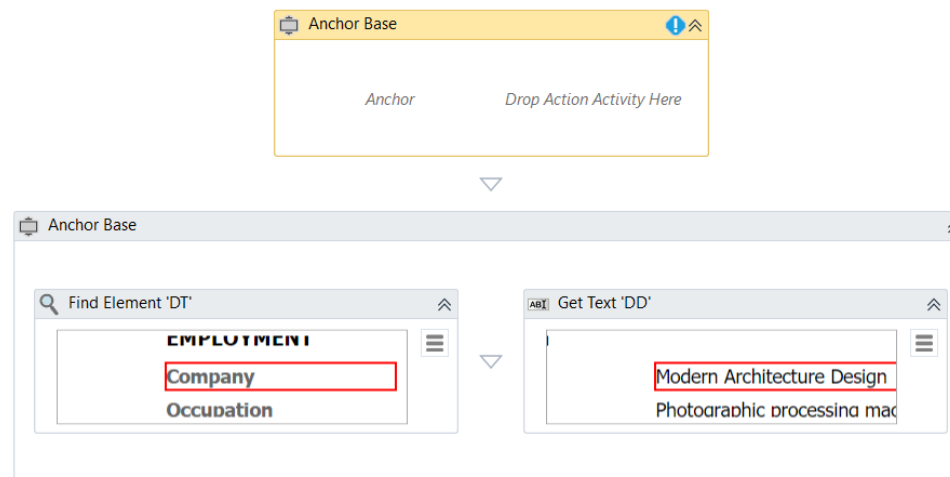 Anchor Base
Anchor Drop Action Activity Here
Anchor Base
Find Element 'DT'
EMPLOYMENT
Company
Occupation
ABI Get Text 'DD'
Modern Architecture Design
Photographic processing mac